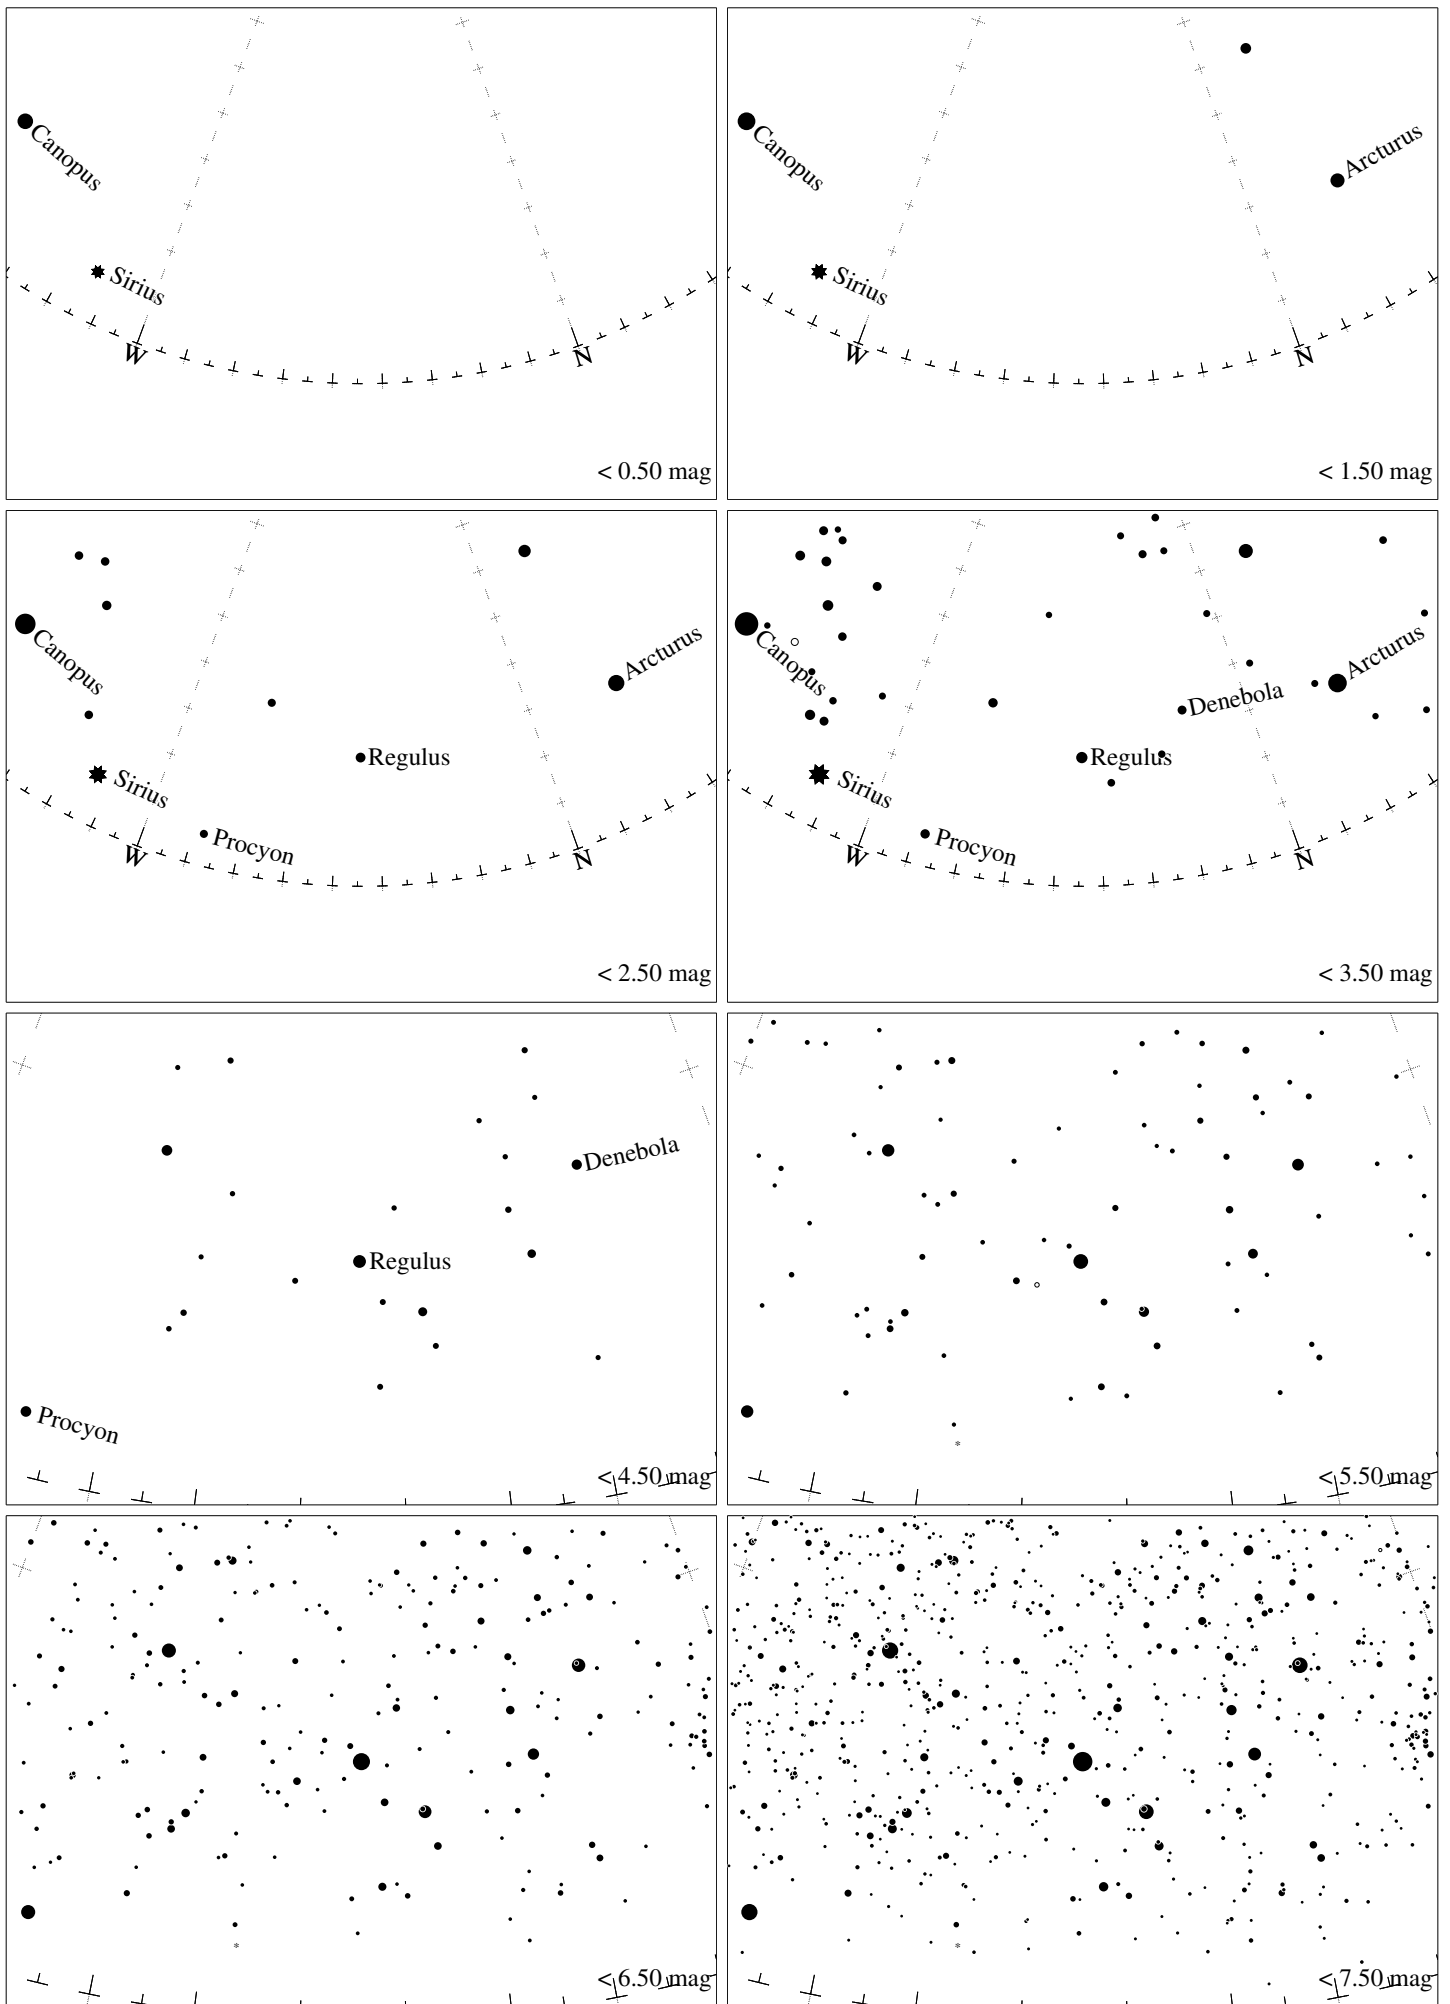 Canopus
Sirius
W
N
< 0.50 mag
Arcturus
Canopus
Sirius
W
N
< 1.50 mag
Arcturus
Canopus
Regulus
Sirius
Procyon
W
N
< 2.50 mag
Arcturus
Canopus
Denebola
Regulus
Sirius
Procyon
W
N
< 3.50 mag
Denebola
Regulus
Procyon
< 4.50 mag
< 5.50 mag
< 6.50 mag
< 7.50 mag